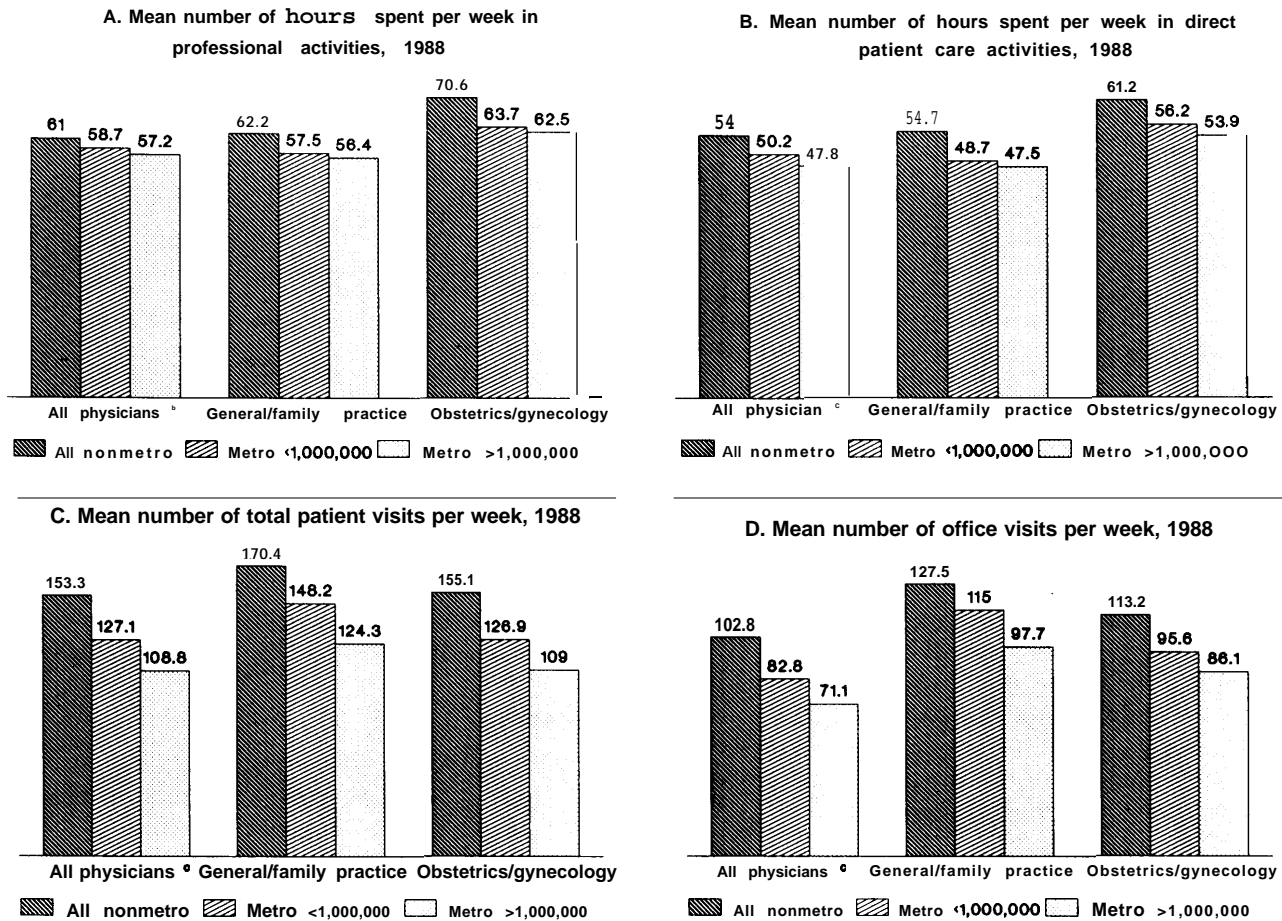 A. Mean number of hours spent per week in
professional activities, 1988
61
58.7
57.2
62.2
57.5
56.4
70.6
63.7
62.5
All physicians b General/family practice Obstetrics/gynecology
All nonmetro Metro <1,000,000 Metro >1,000,000
B. Mean number of hours spent per week in direct
patient care activities, 1988
54
50.2
47.8
54.7
48.7
47.5
61.2
56.2
53.9
All physician c General/family practice Obstetrics/gynecology
All nonmetro Metro <1,000,000 Metro >1,000,OOO
C. Mean number of total patient visits per week, 1988
153.3
127.1
108.8
170.4
148.2
124.3
155.1
126.9
109
All physicians c General/family practice Obstetrics/gynecology
All nonmetro Metro <1,000,000 Metro >1,000,000
D. Mean number of office visits per week, 1988
102.8
82.8
71.1
127.5
115
97.7
113.2
95.6
86.1
All physicians c General/family practice Obstetrics/gynecology
All nonmetro Metro <1,000,000 Metro >1,000,000